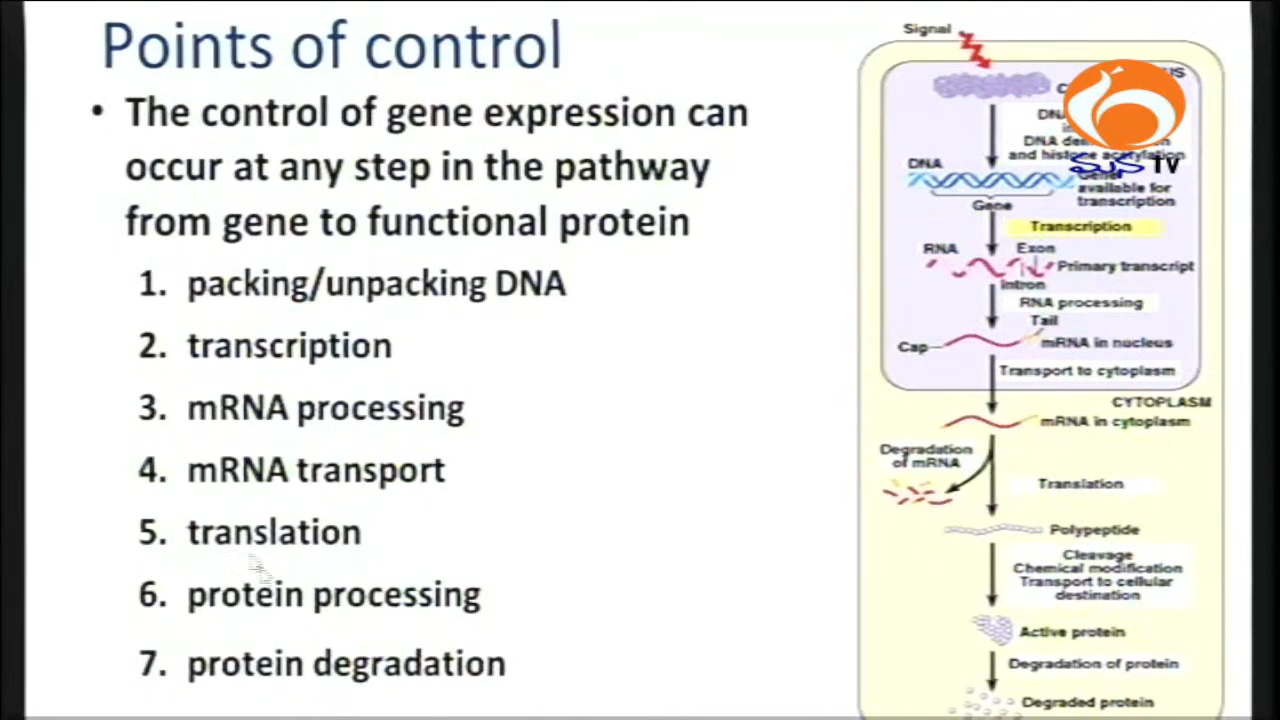 Points of control
• The control of gene expression can
occur at any step in the pathway
from gene to functional protein
1. packing/unpacking DNA
2. transcription
3. mRNA processing
4. mRNA transport
5. translation
6. protein processing
7. protein degradation
Signal
DNA
and histone acetylation
మన TV
DNA
Gene
available for
transcription
Gene
Transcription
RNA
Exon
Primary transcript
Intron
RNA processing
Tail
Cap
mRNA in nucleus
Transport to cytoplasm
CYTOPLASM
mRNA in cytoplasm
Degradation
of mRNA
Translation
Polypeptide
Cleavage
Chemical modification
Transport to cellular
destination
Active protein
Degradation of protein
Degraded protein